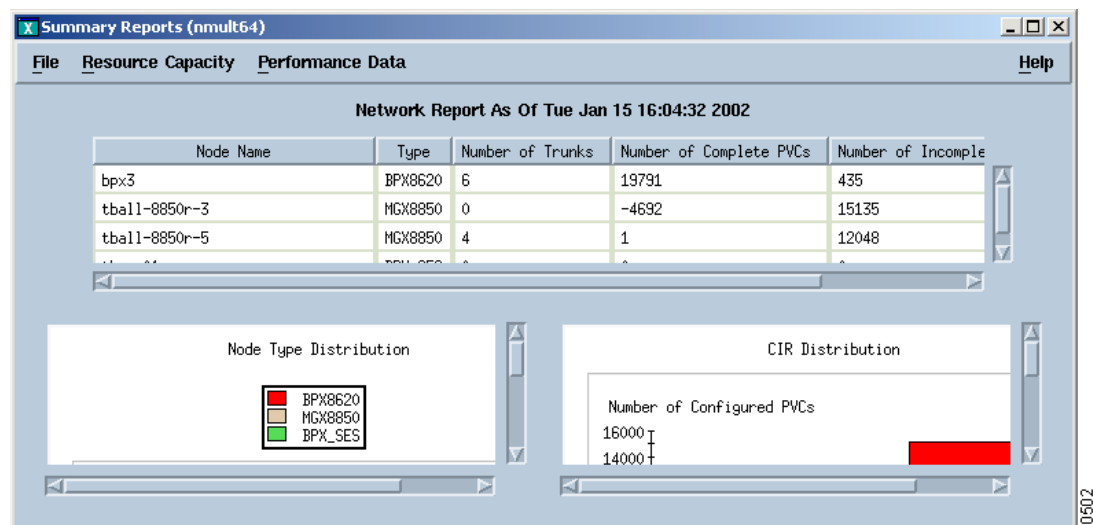 X Summary Reports (nmult64)
File Resource Capacity Performance Data Help
Network Report As Of Tue Jan 15 16:04:32 2002
Node Name Type Number of Trunks Number of Complete PVCs Number of Incomple
bpx3 BPX8620 6 19791 435
tball-8850r-3 MGX8850 0 -4692 15135
tball-8850r-5 MGX8850 4 1 12048
Node Type Distribution
BPX8620
MGX8850
BPX_SES
CIR Distribution
Number of Configured PVCs
16000
14000
0502